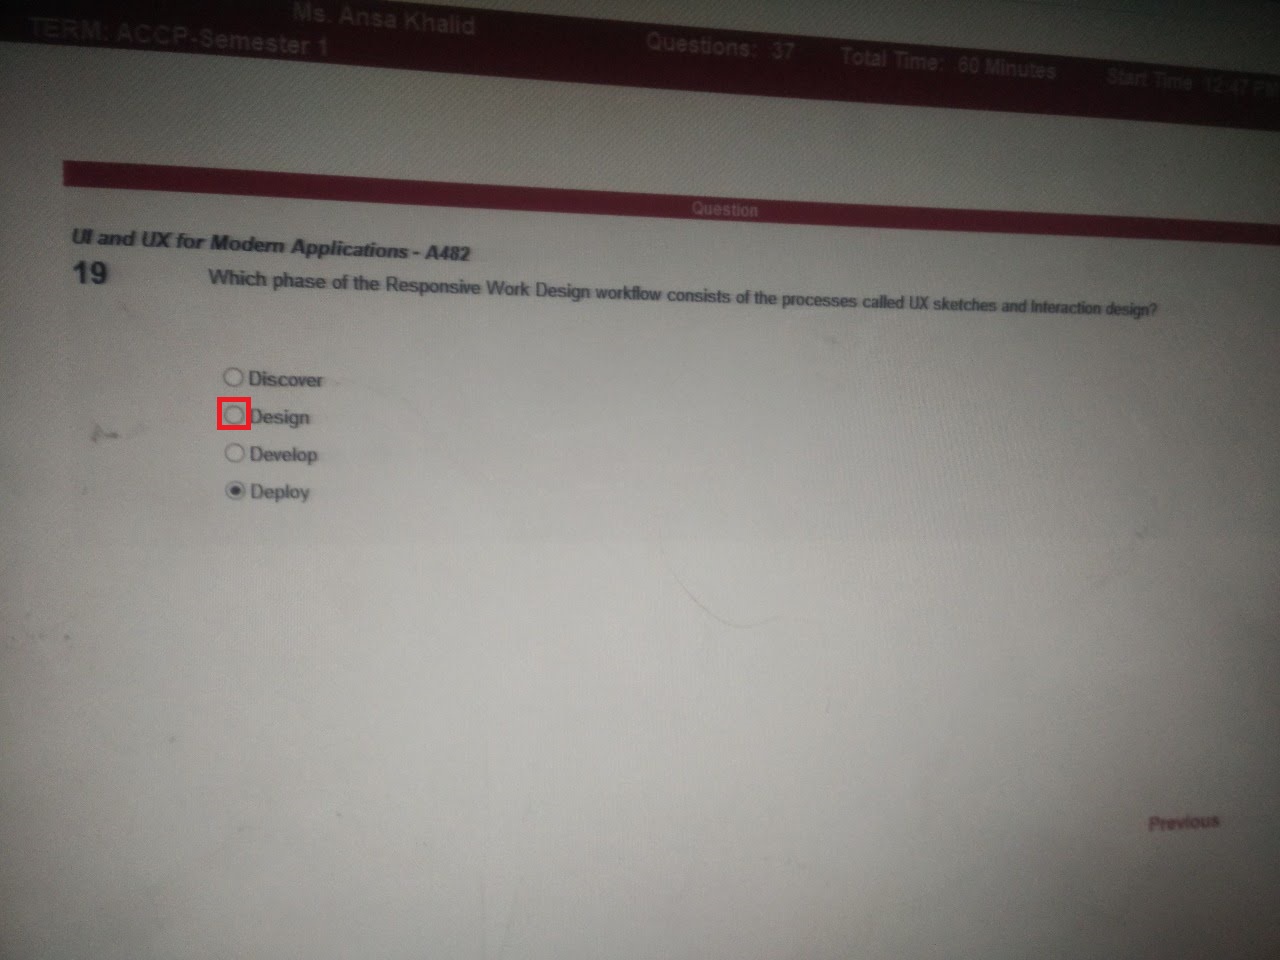 Ms. Ansa Khalid
TERM: ACCP-Semester 1
Questions: 37
Total Time: 60 Minutes
Start Time 12:47 PM
Question
UI and UX for Modern Applications - A482
19
Which phase of the Responsive Work Design workflow consists of the processes called UX sketches and Interaction design?
Discover
Design
Develop
Deploy
Previous